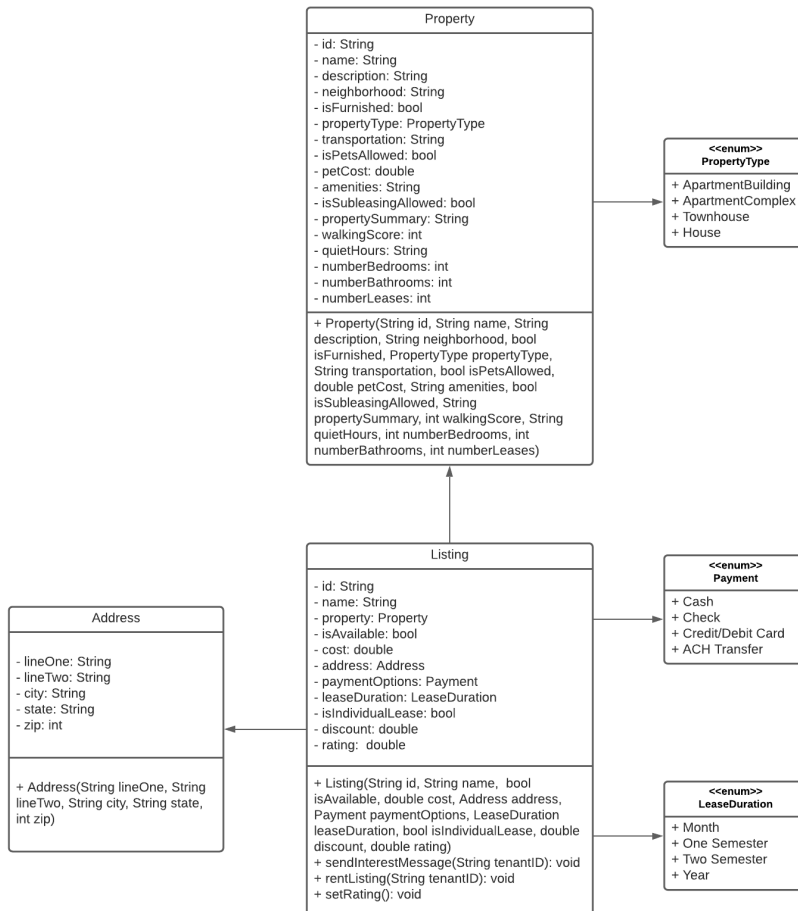 Property
- id: String
- name: String
- description: String
- neighborhood: String
- isFurnished: bool
- propertyType: PropertyType
- transportation: String
- isPetsAllowed: bool
- petCost: double
- amenities: String
- isSubleasingAllowed: bool
- propertySummary: String
- walkingScore: int
- quietHours: String
- numberBedrooms: int
- numberBathrooms: int
- numberLeases: int
+ Property(String id, String name, String
description, String neighborhood, bool
isFurnished, PropertyType propertyType,
String transportation, bool isPetsAllowed,
double petCost, String amenities, bool
isSubleasingAllowed, String
propertySummary, int walkingScore, String
quietHours, int numberBedrooms, int
numberBathrooms, int numberLeases)
<<enum>>
PropertyType
+ ApartmentBuilding
+ ApartmentComplex
+ Townhouse
+ House
Listing
- id: String
- name: String
- property: Property
- isAvailable: bool
- cost: double
- address: Address
- paymentOptions: Payment
- leaseDuration: LeaseDuration
- isIndividualLease: bool
- discount: double
- rating:  double
+ Listing(String id, String name,  bool
isAvailable, double cost, Address address,
Payment paymentOptions, LeaseDuration
leaseDuration, bool isIndividualLease, double
discount, double rating)
+ sendInterestMessage(String tenantID): void
+ rentListing(String tenantID): void
+ setRating(): void
<<enum>>
Payment
+ Cash
+ Check
+ Credit/Debit Card
+ ACH Transfer
Address
- lineOne: String
- lineTwo: String
- city: String
- state: String
- zip: int
+ Address(String lineOne, String
lineTwo, String city, String state,
int zip)
<<enum>>
LeaseDuration
+ Month
+ One Semester
+ Two Semester
+ Year